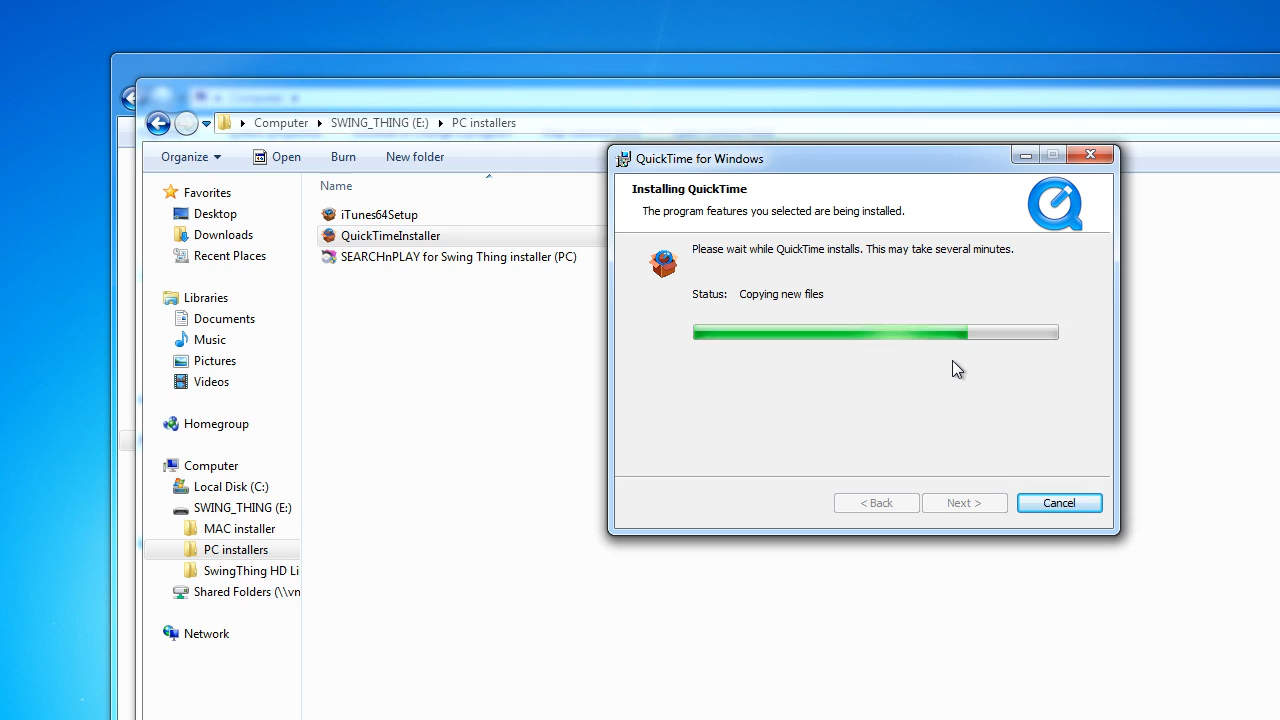 Computer
Computer SWING_THING (E:) PC installers
Organize Open Burn New folder
Favorites
Desktop
Downloads
Recent Places
Libraries
Documents
Music
Pictures
Videos
Homegroup
Computer
Local Disk (C:)
SWING_THING (E:)
MAC installer
PC installers
SwingThing HD Li
Shared Folders (\\vn
Network
Name
iTunes64Setup
QuickTimeInstaller
SEARCHnPLAY for Swing Thing installer (PC)
QuickTime for Windows
Installing QuickTime
The program features you selected are being installed.
Please wait while QuickTime installs. This may take several minutes.
Status: Copying new files
< Back Next > Cancel